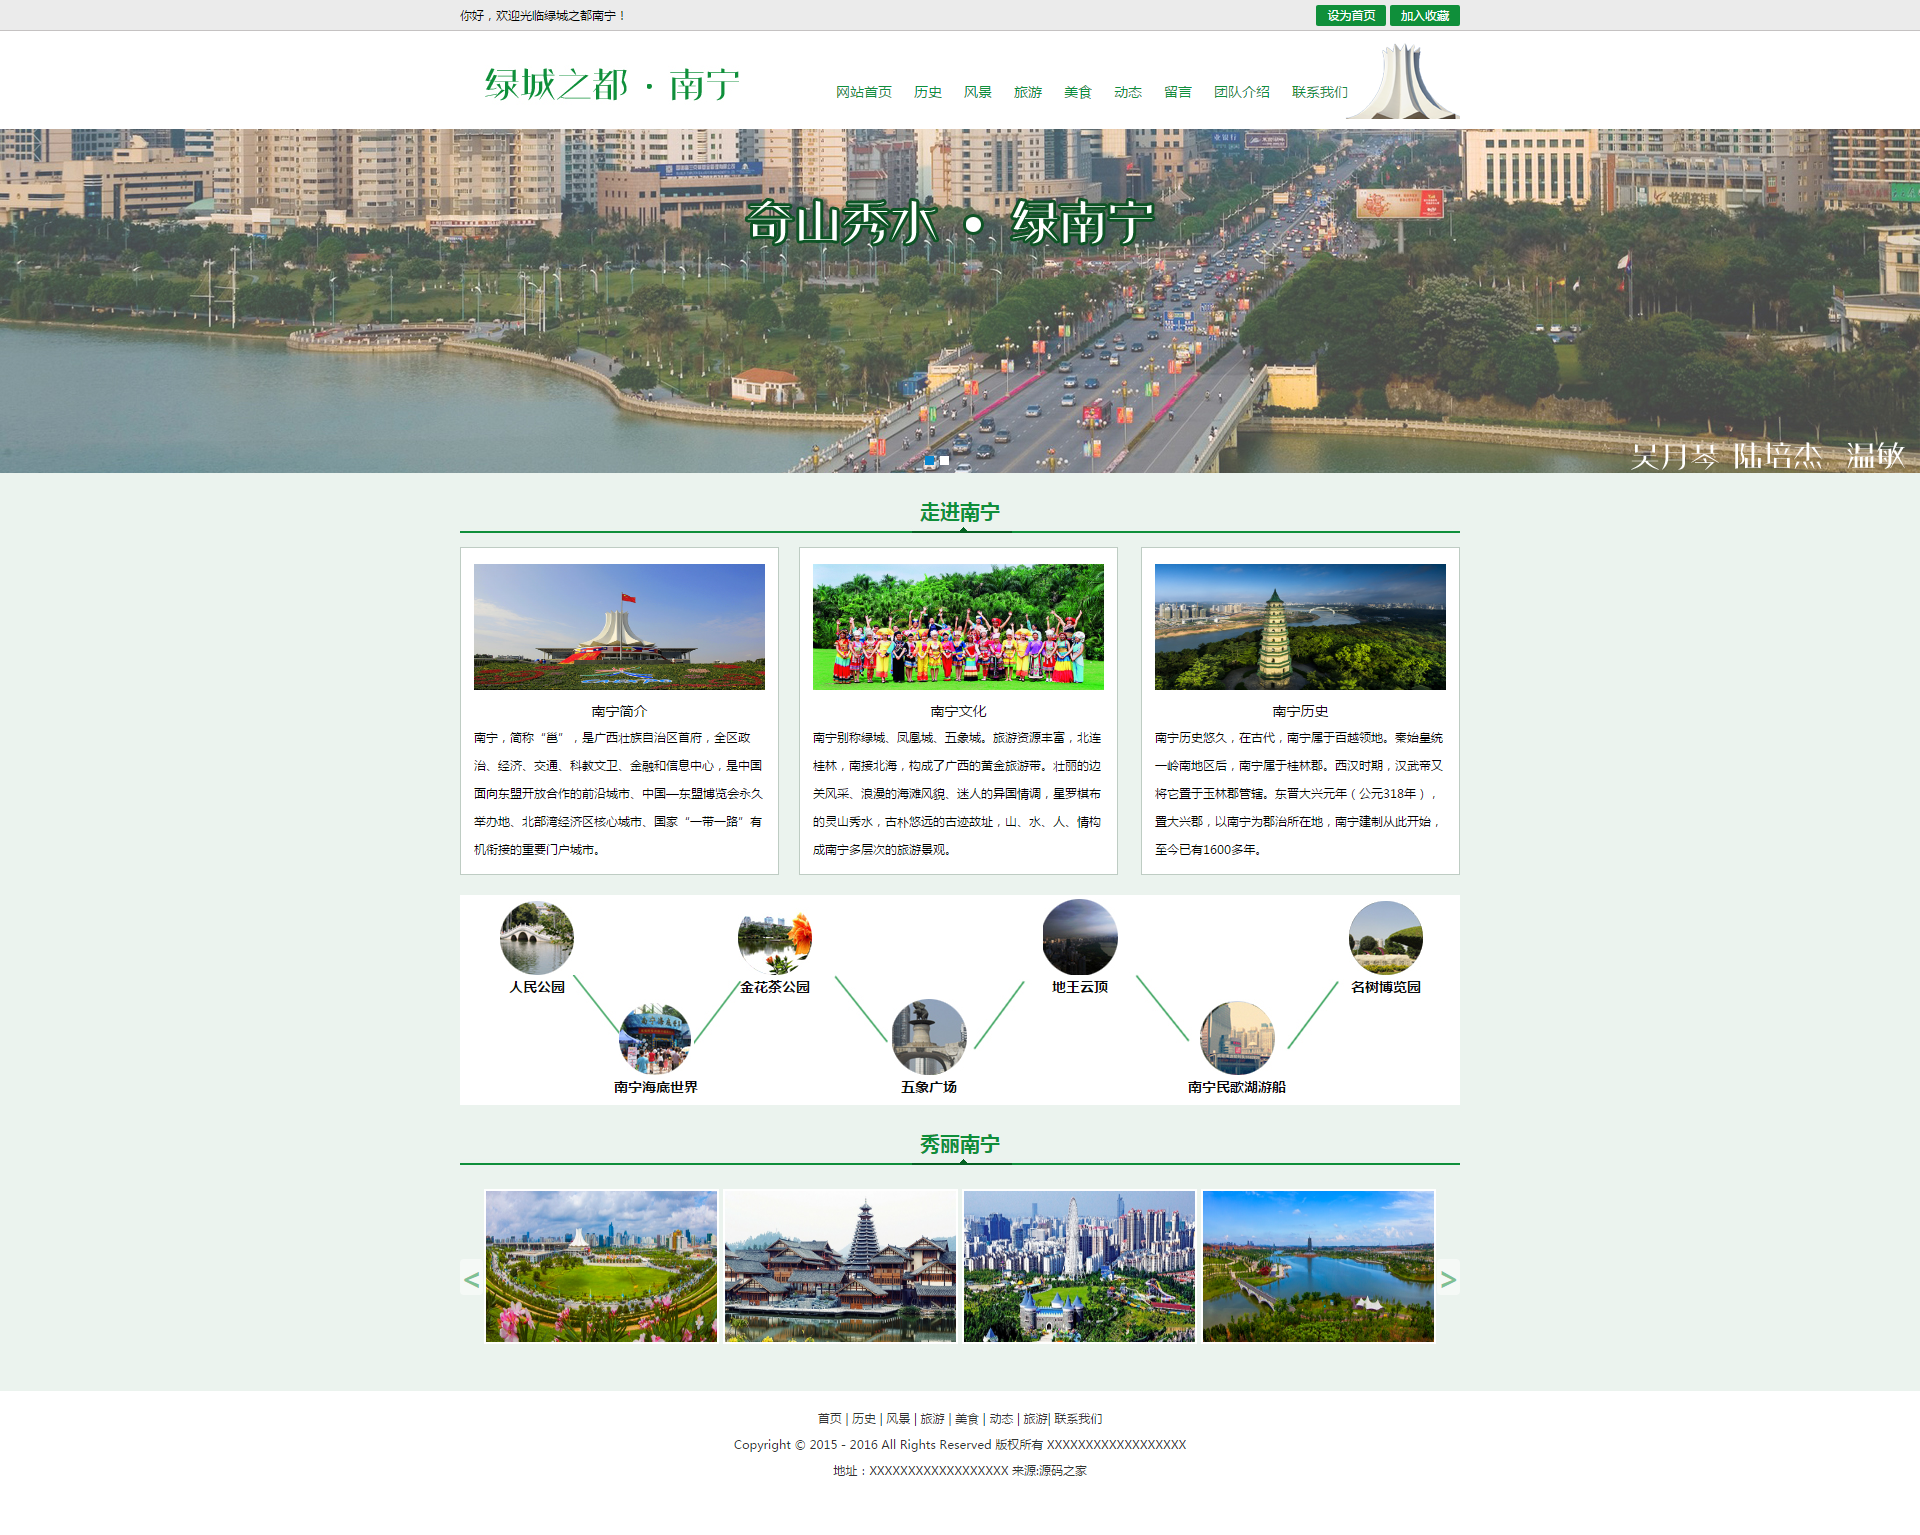 你好，欢迎光临绿城之都南宁！
设为首页 加入收藏
绿城之都 · 南宁
网站首页 历史 风景 旅游 美食 动态 留言 团队介绍 联系我们
奇山秀水 · 绿南宁
吴月琴 陆培杰 温敏
走进南宁
南宁简介
南宁，简称“邕”，是广西壮族自治区首府，全区政
治、经济、交通、科教文卫、金融和信息中心，是中国
面向东盟开放合作的前沿城市、中国—东盟博览会永久
举办地、北部湾经济区核心城市、国家“一带一路”有
机衔接的重要门户城市。
南宁文化
南宁别称绿城、凤凰城、五象城。旅游资源丰富，北连
桂林，南接北海，构成了广西的黄金旅游带。壮丽的边
关风采、浪漫的海滩风貌、迷人的异国情调，星罗棋布
的灵山秀水，古朴悠远的古迹故址，山、水、人、情构
成南宁多层次的旅游景观。
南宁历史
南宁历史悠久，在古代，南宁属于百越领地。秦始皇统
一岭南地区后，南宁属于桂林郡。西汉时期，汉武帝又
将它置于玉林郡管辖。东晋大兴元年（公元318年），
置大兴郡，以南宁为郡治所在地，南宁建制从此开始，
至今已有1600多年。
人民公园
金花茶公园
地王云顶
名树博览园
南宁海底世界
五象广场
南宁民歌湖游船
秀丽南宁
<
>
首页 | 历史 | 风景 | 旅游 | 美食 | 动态 | 旅游| 联系我们
Copyright © 2015 - 2016 All Rights Reserved 版权所有 XXXXXXXXXXXXXXXXXX
地址：XXXXXXXXXXXXXXXXXX 来源:源码之家